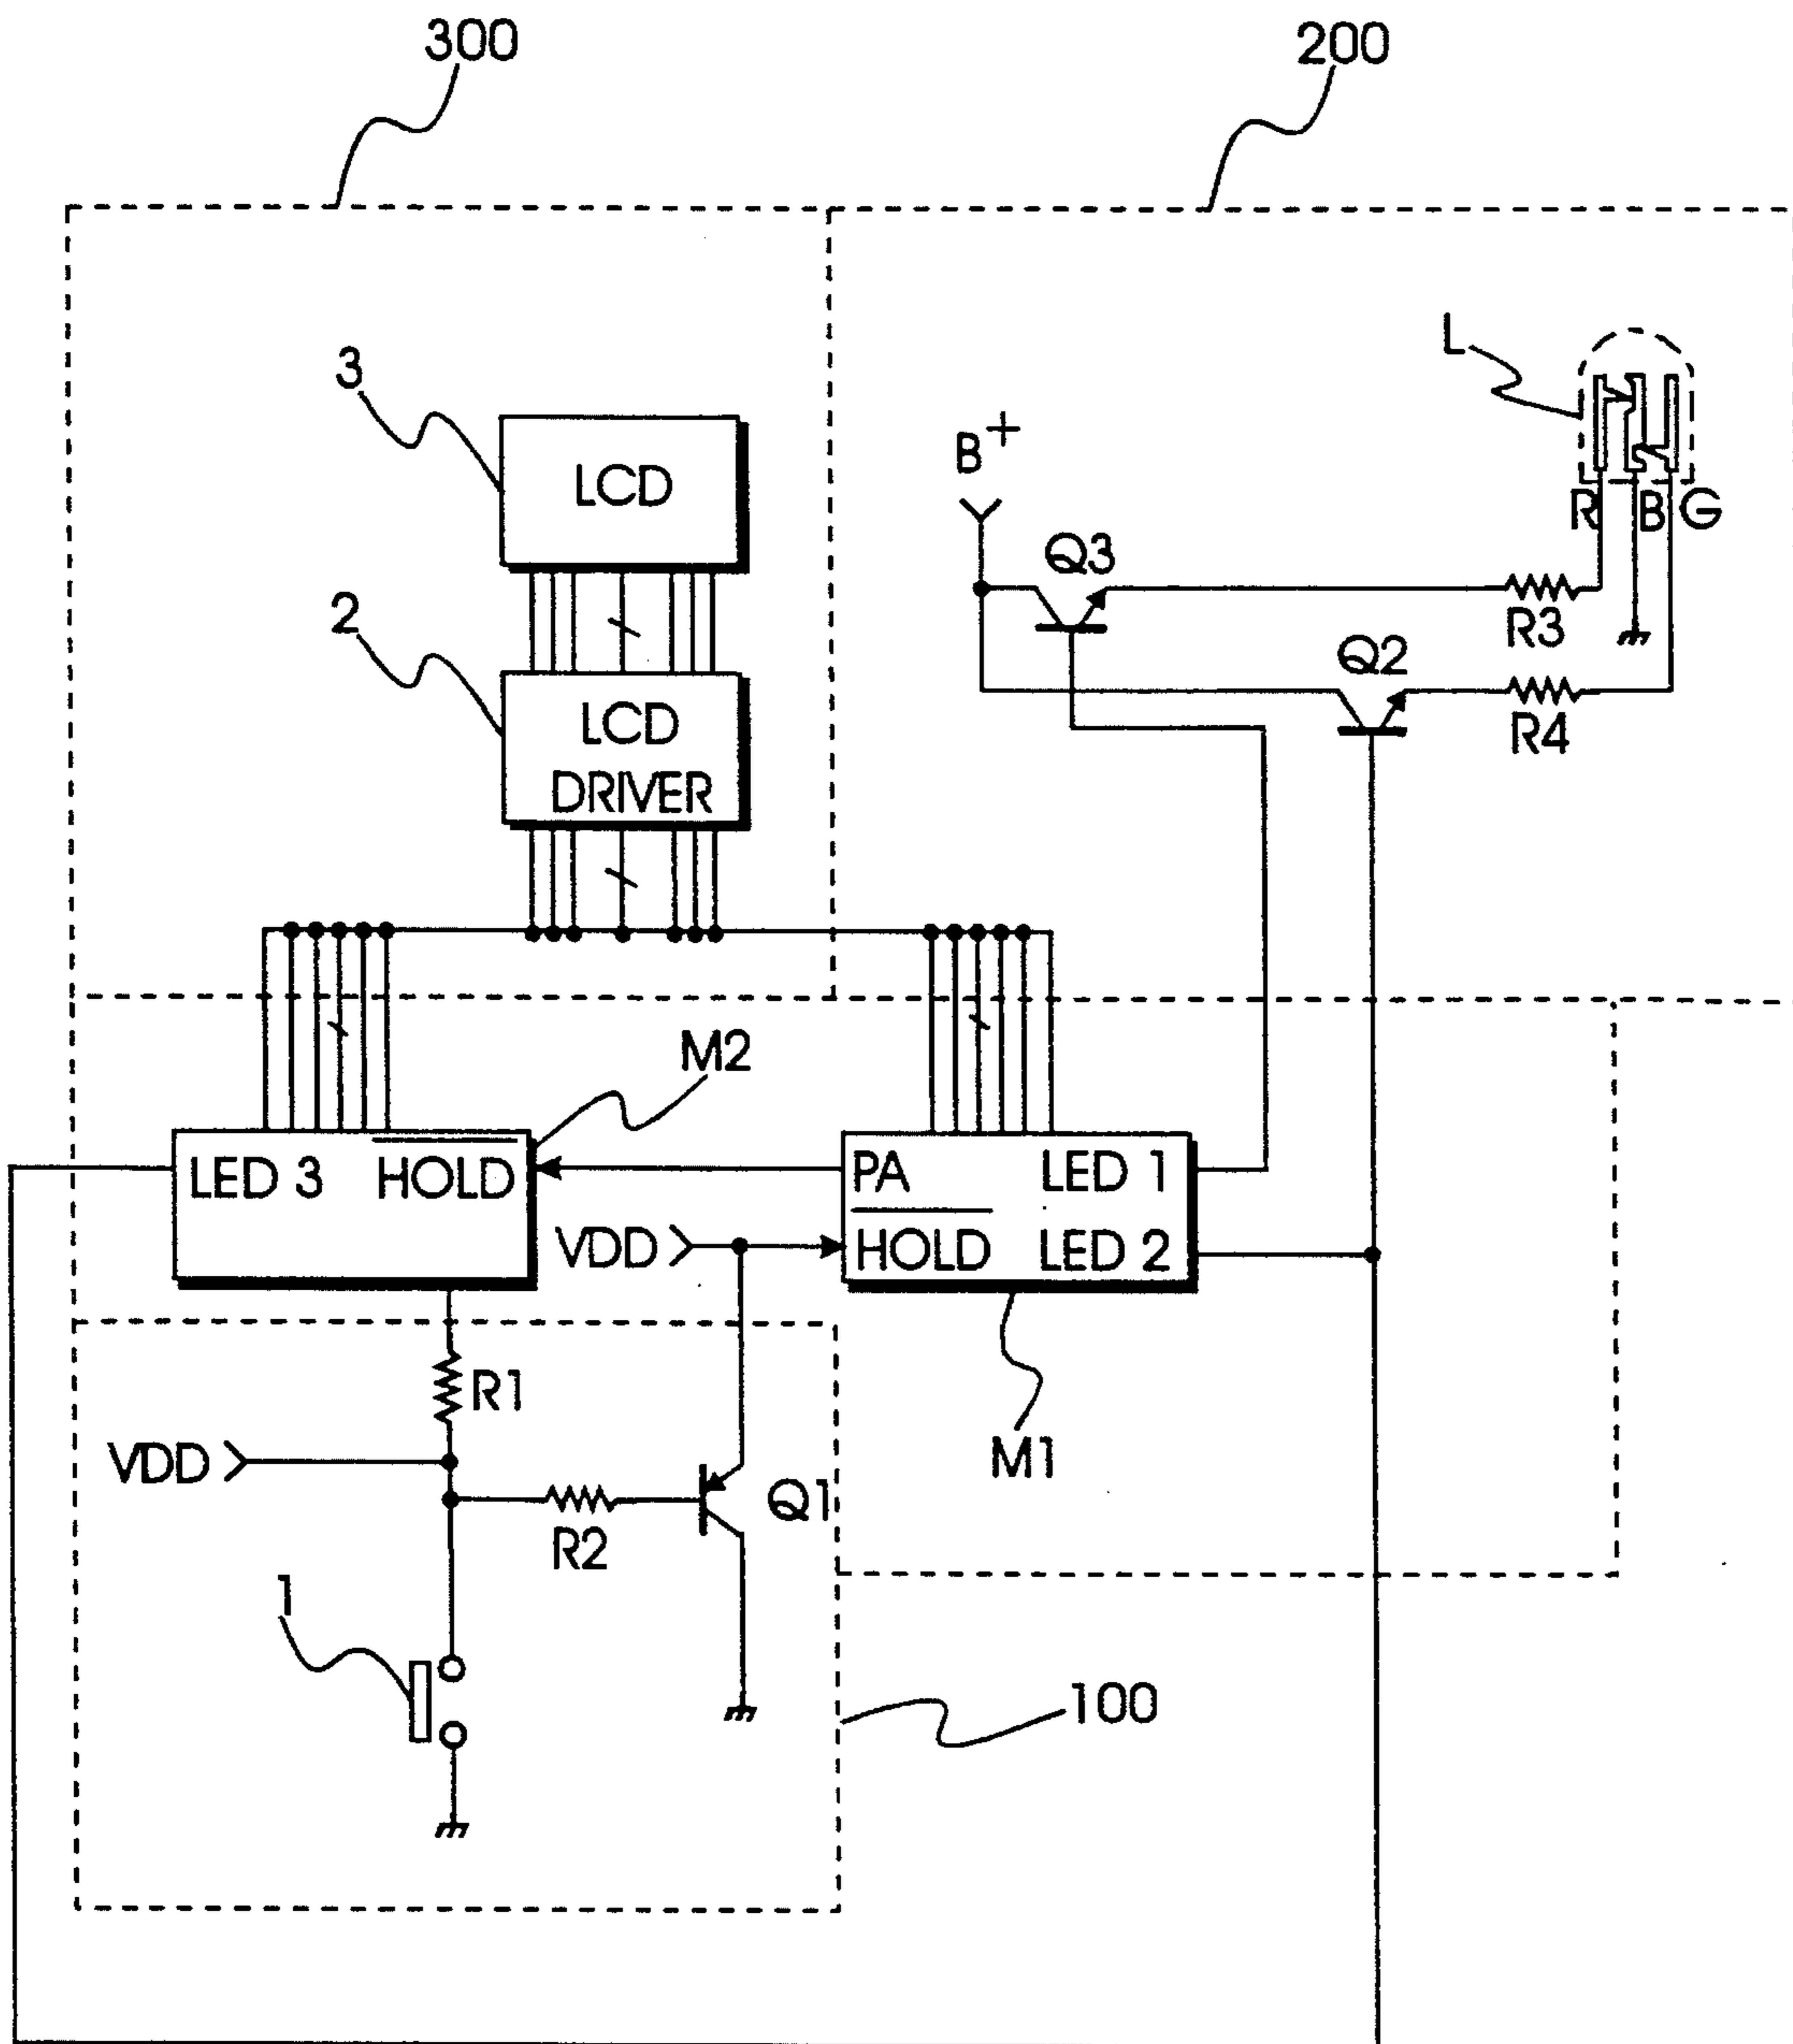 300
200
3
LCD
L
B+
R B G
Q3
R3
2
LCD
DRIVER
Q2
R4
M2
LED 3 HOLD
PA LED 1
VDD
HOLD LED 2
R1
M1
VDD
R2
Q1
1
100